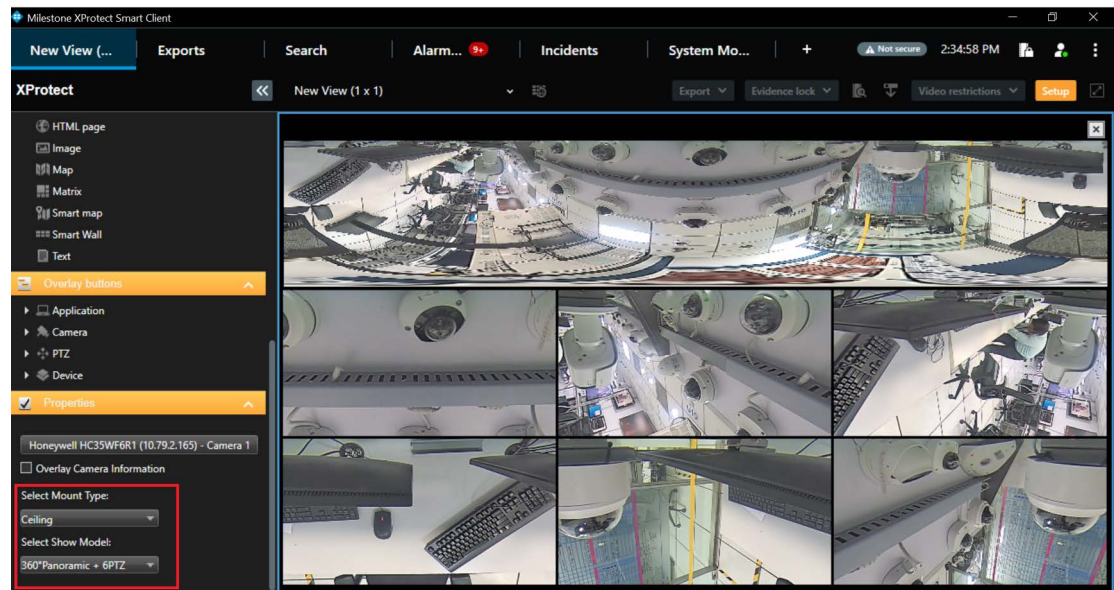 Milestone XProtect Smart Client
New View (... Exports Search Alarm... 9+ Incidents System Mo... + Not secure 2:34:58 PM
XProtect New View (1 x 1) Export Evidence lock Video restrictions Setup
HTML page
Image
Map
Matrix
Smart map
Smart Wall
Text
Overlay buttons
Application
Camera
PTZ
Device
Properties
Honeywell HC35WF6R1 (10.79.2.165) - Camera 1
Overlay Camera Information
Select Mount Type:
Ceiling
Select Show Model:
360°Panoramic + 6PTZ